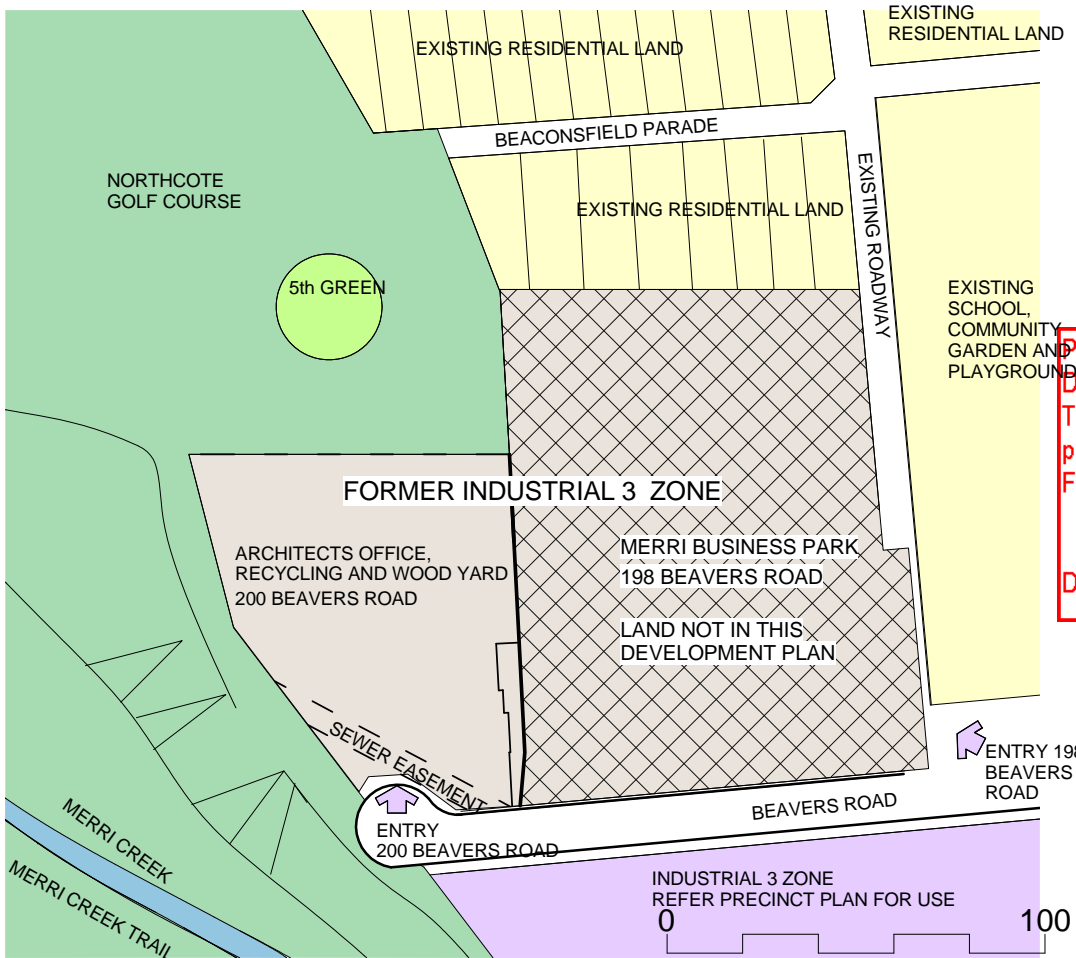 EXISTING
RESIDENTIAL LAND
EXISTING RESIDENTIAL LAND
BEACONSFIELD PARADE
NORTHCOTE
GOLF COURSE
EXISTING RESIDENTIAL LAND
EXISTING ROADWAY
5th GREEN
EXISTING
SCHOOL,
COMMUNITY
GARDEN AND
PLAYGROUND
P
D
T
p
F
D
FORMER INDUSTRIAL 3 ZONE
ARCHITECTS OFFICE,
RECYCLING AND WOOD YARD
200 BEAVERS ROAD
MERRI BUSINESS PARK
198 BEAVERS ROAD
LAND NOT IN THIS
DEVELOPMENT PLAN
SEWER EASEMENT
ENTRY 198
BEAVERS
ROAD
BEAVERS ROAD
ENTRY
200 BEAVERS ROAD
MERRI CREEK
MERRI CREEK TRAIL
INDUSTRIAL 3 ZONE
REFER PRECINCT PLAN FOR USE
0 100